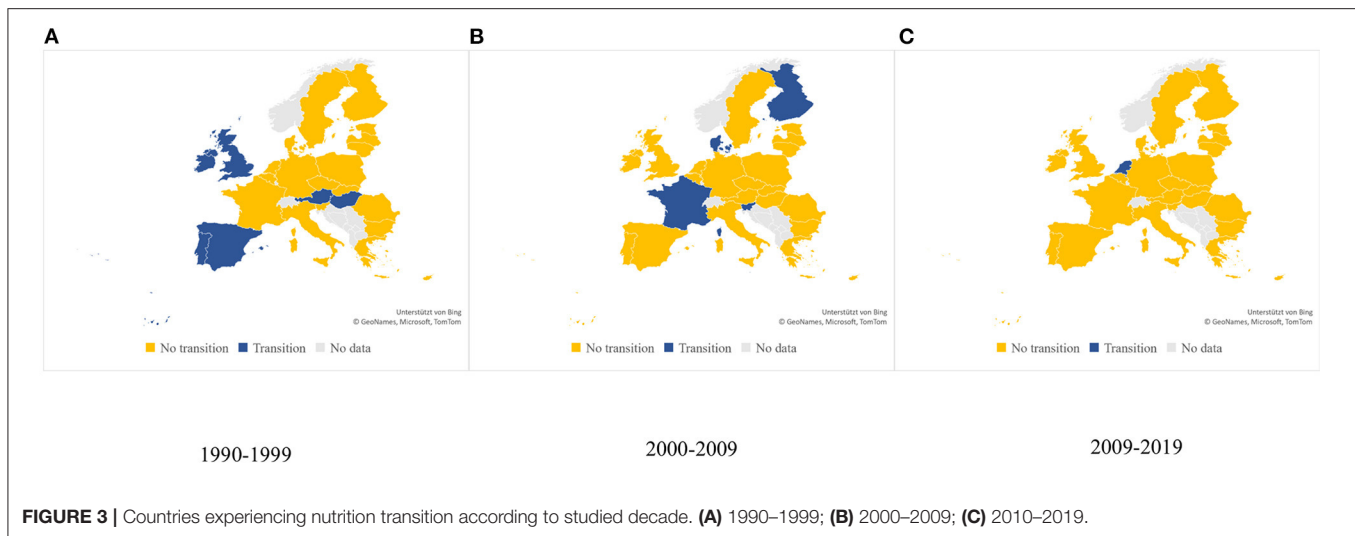 A
B
C
Unterstützt von Bing
© GeoNames, Microsoft, TomTom
No transition Transition No data
Unterstützt von Bing
© GeoNames, Microsoft, TomTom
No transition Transition No data
Unterstützt von Bing
© GeoNames, Microsoft, TomTom
No transition Transition No data
1990-1999
2000-2009
2009-2019
FIGURE 3 | Countries experiencing nutrition transition according to studied decade. (A) 1990–1999; (B) 2000–2009; (C) 2010–2019.